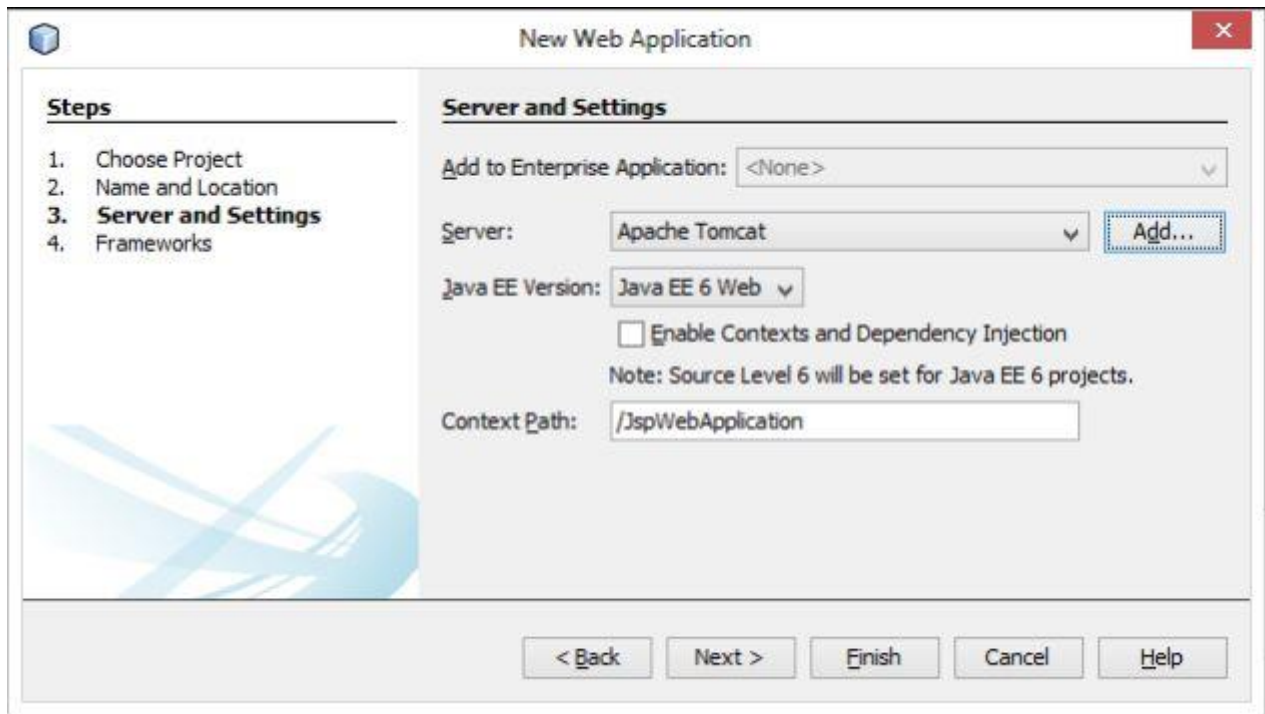 New Web Application
Steps
1. Choose Project
2. Name and Location
3. Server and Settings
4. Frameworks
Server and Settings
Add to Enterprise Application: <None>
Server: Apache Tomcat Add...
Java EE Version: Java EE 6 Web
Enable Contexts and Dependency Injection
Note: Source Level 6 will be set for Java EE 6 projects.
Context Path: /JspWebApplication
< Back Next > Finish Cancel Help